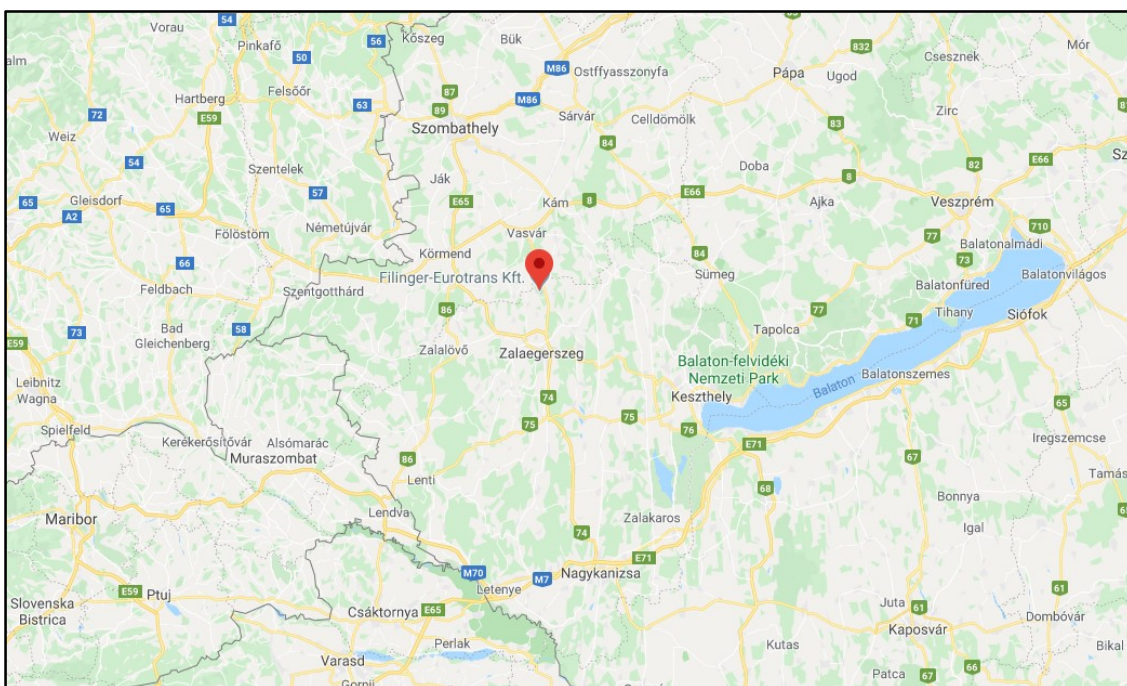 Vorau
54
Pinkafő
56
Kőszeg
Bük
83
832
Csesznek
Mór
50
M86
Ostffyasszonyfa
Pápa
Ugod
Hartberg
Felsőőr
87
M86
72
E59
63
89
Sárvár
Celldömölk
83
Zirc
Weiz
Szombathely
84
54
Szentelek
Doba
82
E66
57
Ják
E66
8
65
Gleisdorf
65
E65
Kám
8
Ajka
Veszprém
A2
Németújvár
710
Fölöstöm
Vasvár
77
Balatonalmádi
66
Körmend
84
73
Filinger-Eurotrans Kft.
Sümeg
Balatonvilágos
Feldbach
Szentgotthárd
Balatonfüred
86
77
Tihany
Siófok
73
Bad
Gleichenberg
58
71
E59
Tapolca
Zalalövő
Zalaegerszeg
Balaton-felvidéki
Nemzeti Park
Balaton
Balatonszemes
Leibnitz
Wagna
74
Keszthely
65
75
75
76
Spielfeld
Kerekerősítővár
Alsómarác
E71
Iregszemcse
Muraszombat
86
67
Lenti
68
Bonnya
Lendva
Maribor
Zalakaros
74
Igal
E71
M70
M7
Nagykanizsa
E59
Ptuj
Letenye
61
Slovenska
Bistrica
Csáktornya
E65
Juta
61
Dombóvár
Perlak
Kutas
Kaposvár
Bikal
Varasd
66
Patca
67